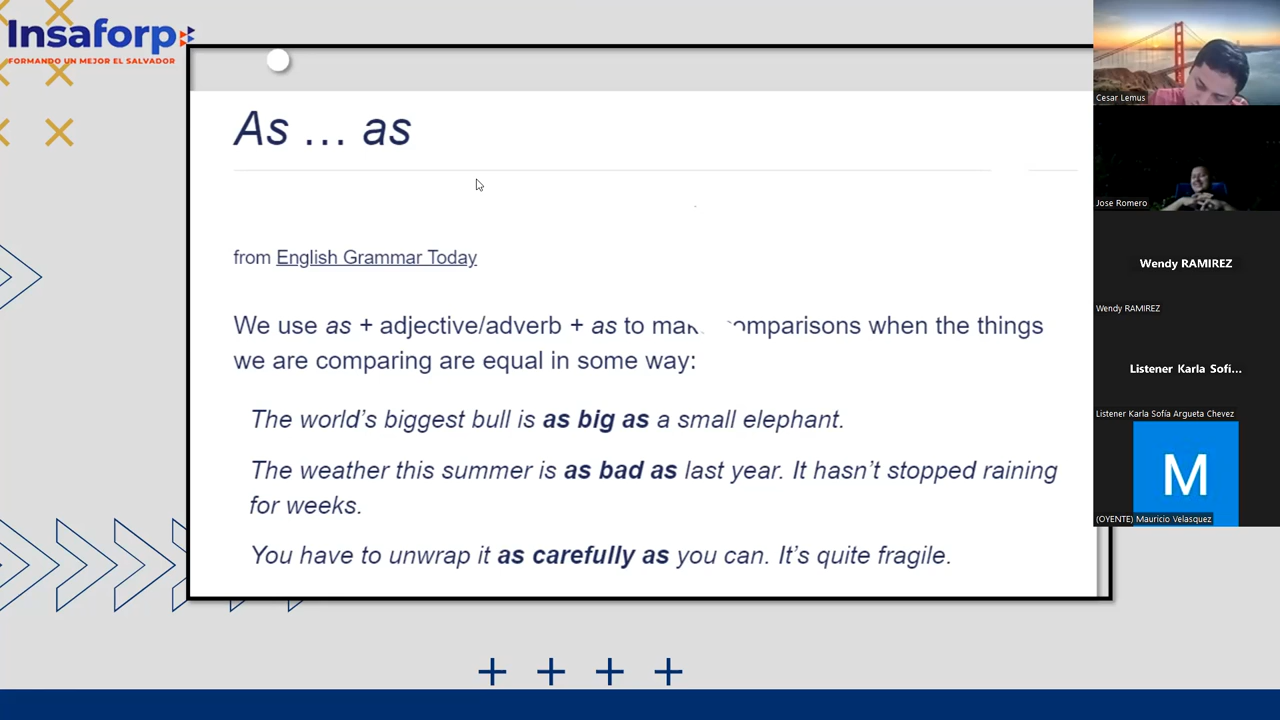 Insaforp
FORMANDO UN MEJOR EL SALVADOR
As … as
from English Grammar Today
We use as + adjective/adverb + as to make comparisons when the things
we are comparing are equal in some way:
The world's biggest bull is as big as a small elephant.
The weather this summer is as bad as last year. It hasn't stopped raining
for weeks.
You have to unwrap it as carefully as you can. It's quite fragile.
Cesar Lemus
Jose Romero
Wendy RAMIREZ
Wendy RAMIREZ
Listener Karla Sofí...
Listener Karla Sofía Argueta Chevez
M
(OYENTE) Mauricio Velasquez